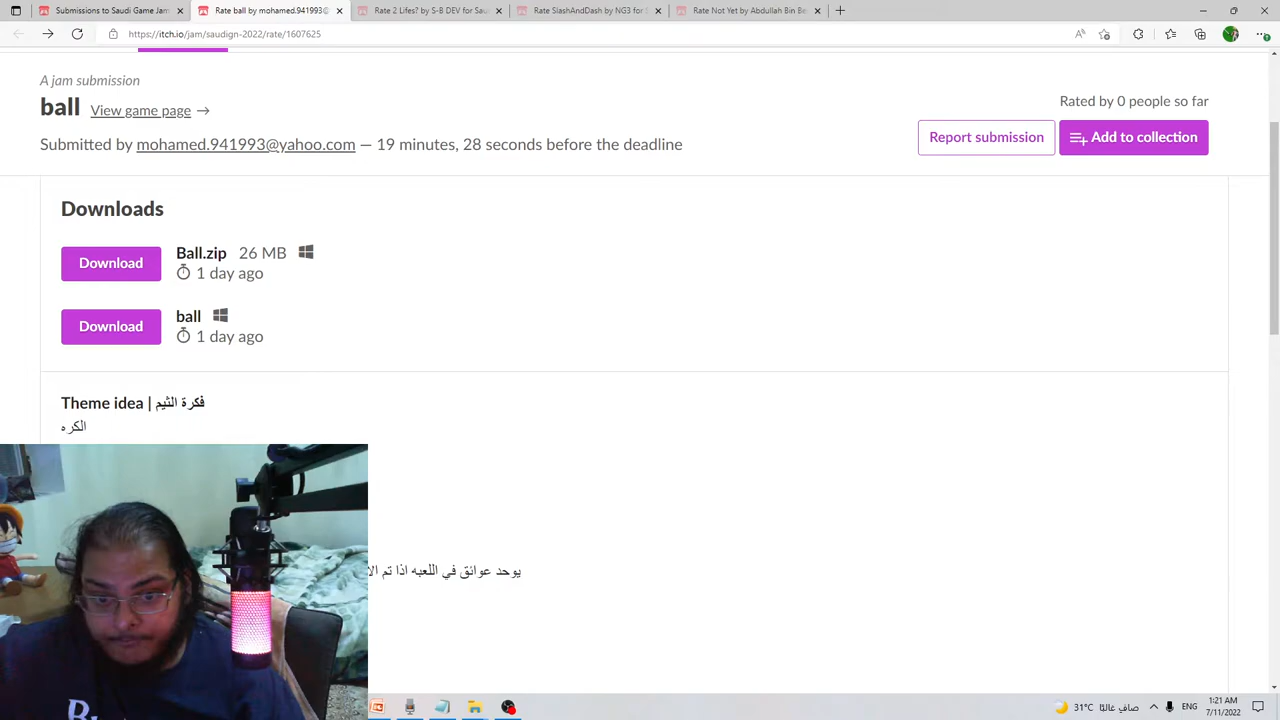 Submissions to Saudi Gam Jam
Rate ball by mohamed.941993@
Rate 2 Lifes? by S-B DEV for Sau
Rate SlashAndDash by NG3 for S
Rate Not Yet by Abdullah Bin Be
https://itch.io/jam/saudign-2022/rate/1607625
A jam submission
ball View game page →
Rated by 0 people so far
Submitted by mohamed.941993@yahoo.com — 19 minutes, 28 seconds before the deadline
Report submission
Add to collection
Downloads
Download
Ball.zip 26 MB
1 day ago
Download
ball
1 day ago
Theme idea | فكرة الثيم
الكره
يوحد عوائق في اللعبه اذا تم الا
31°C صافٍ غالبًا
ENG
1:21 AM
7/11/2022